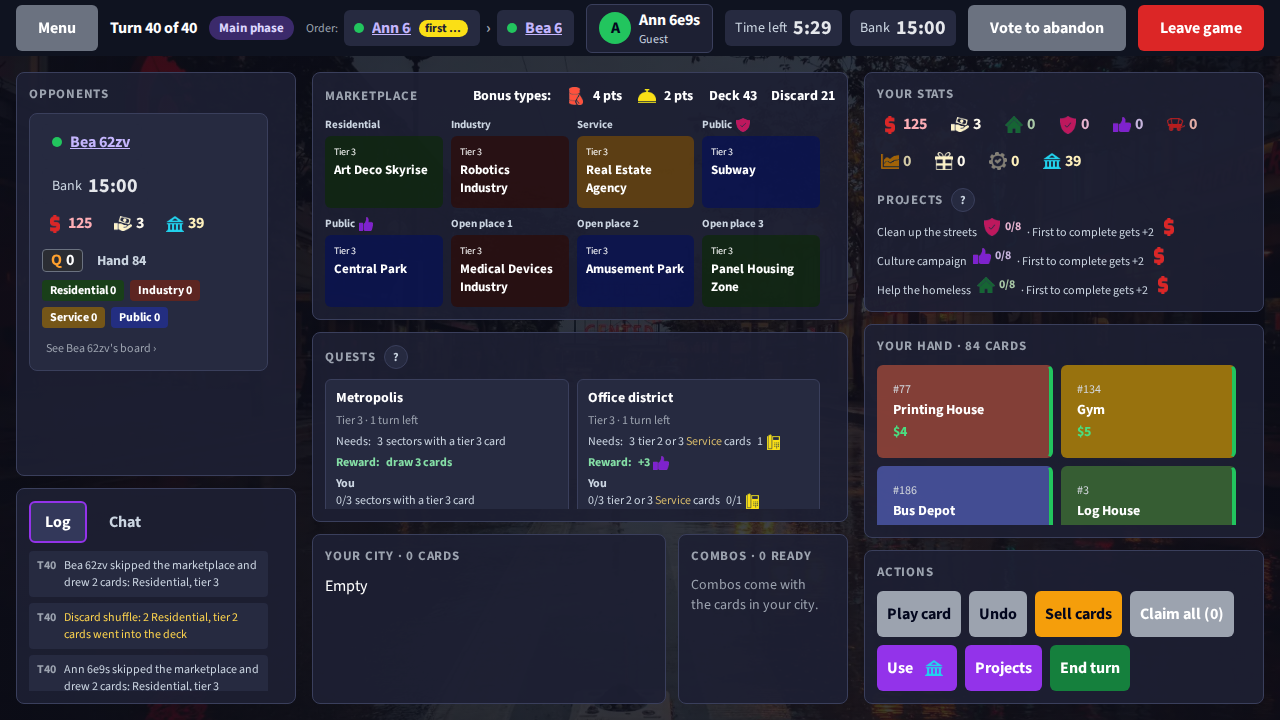 Menu
Turn 40 of 40
Main phase
Order:
Ann 6
first ...
›
Bea 6
A
Ann 6e9s
Guest
Time left 5:29
Bank 15:00
Vote to abandon
Leave game
OPPONENTS
Bea 62zv
Bank 15:00
125
3
39
Q 0
Hand 84
Residential 0
Industry 0
Service 0
Public 0
See Bea 62zv's board ›
Log
Chat
T40 Bea 62zv skipped the marketplace and
drew 2 cards: Residential, tier 3
T40 Discard shuffle: 2 Residential, tier 2
cards went into the deck
T40 Ann 6e9s skipped the marketplace and
drew 2 cards: Residential, tier 3
MARKETPLACE
Bonus types:
4 pts
2 pts
Deck 43
Discard 21
Residential
Industry
Service
Public
Tier 3
Art Deco Skyrise
Tier 3
Robotics
Industry
Tier 3
Real Estate
Agency
Tier 3
Subway
Public
Open place 1
Open place 2
Open place 3
Tier 3
Central Park
Tier 3
Medical Devices
Industry
Tier 3
Amusement Park
Tier 3
Panel Housing
Zone
QUESTS
?
Metropolis
Tier 3 · 1 turn left
Needs: 3 sectors with a tier 3 card
Reward: draw 3 cards
You
0/3 sectors with a tier 3 card
Office district
Tier 3 · 1 turn left
Needs: 3 tier 2 or 3 Service cards 1
Reward: +3
You
0/3 tier 2 or 3 Service cards 0/1
YOUR CITY · 0 CARDS
Empty
COMBOS · 0 READY
Combos come with
the cards in your city.
YOUR STATS
125
3
0
0
0
0
0
0
0
39
PROJECTS
?
Clean up the streets 0/8 · First to complete gets +2
Culture campaign 0/8 · First to complete gets +2
Help the homeless 0/8 · First to complete gets +2
YOUR HAND · 84 CARDS
#77
Printing House
$4
#134
Gym
$5
#186
Bus Depot
#3
Log House
ACTIONS
Play card
Undo
Sell cards
Claim all (0)
Use
Projects
End turn